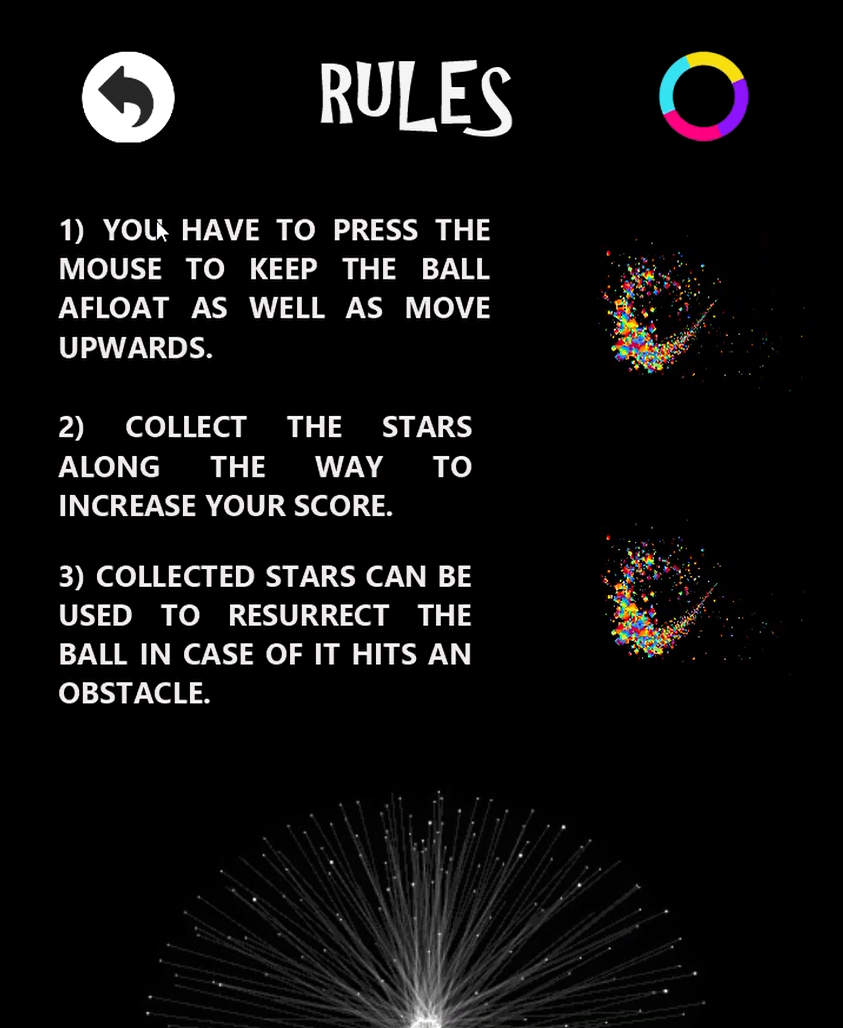 RULES
1) YOU HAVE TO PRESS THE
MOUSE TO KEEP THE BALL
AFLOAT AS WELL AS MOVE
UPWARDS.
2) COLLECT THE STARS
ALONG THE WAY TO
INCREASE YOUR SCORE.
3) COLLECTED STARS CAN BE
USED TO RESURRECT THE
BALL IN CASE OF IT HITS AN
OBSTACLE.